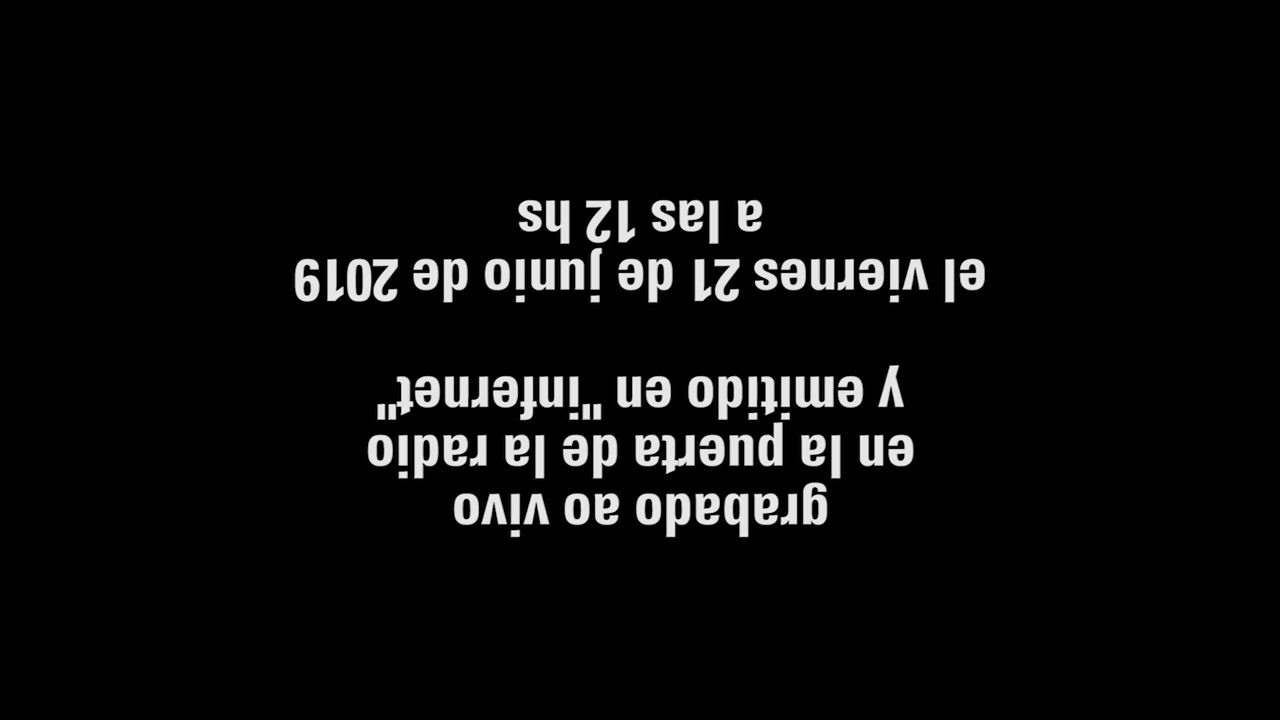 grabado ao vivo
en la puerta de la radio
y emitido en "infernet"
el viernes 21 de junio de 2019
a las 12 hs